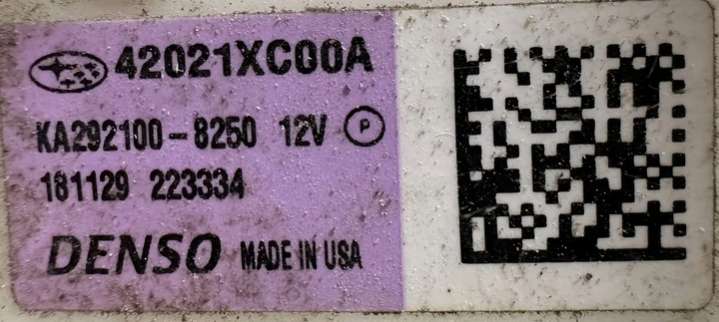 42021XC00A
KA292100-8250 12V P
181129 223334
DENSO MADE IN USA